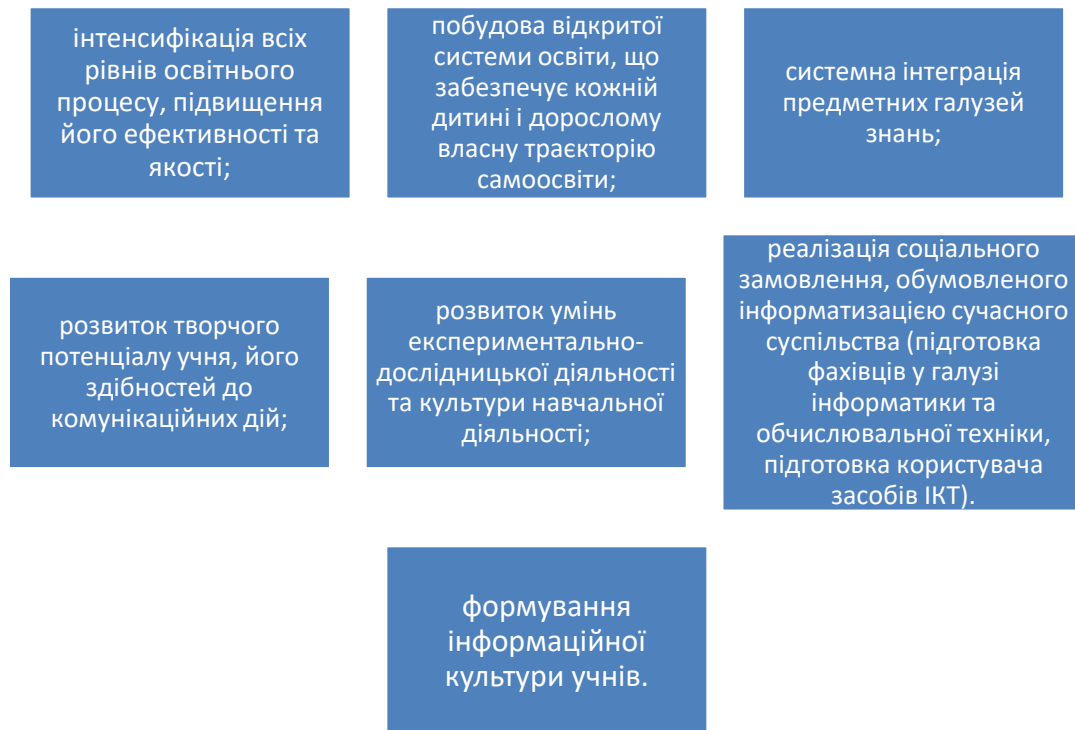 інтенсифікація всіх
рівнів освітнього
процесу, підвищення
його ефективності та
якості;
побудова відкритої
системи освіти, що
забезпечує кожній
дитині і дорослому
власну траєкторію
самоосвіти;
системна інтеграція
предметних галузей
знань;
розвиток творчого
потенціалу учня, його
здібностей до
комунікаційних дій;
розвиток умінь
експериментально-
дослідницької діяльності
та культури навчальної
діяльності;
реалізація соціального
замовлення, обумовленого
інформатизацією сучасного
суспільства (підготовка
фахівців у галузі
інформатики та
обчислювальної техніки,
підготовка користувача
засобів ІКТ).
формування
інформаційної
культури учнів.